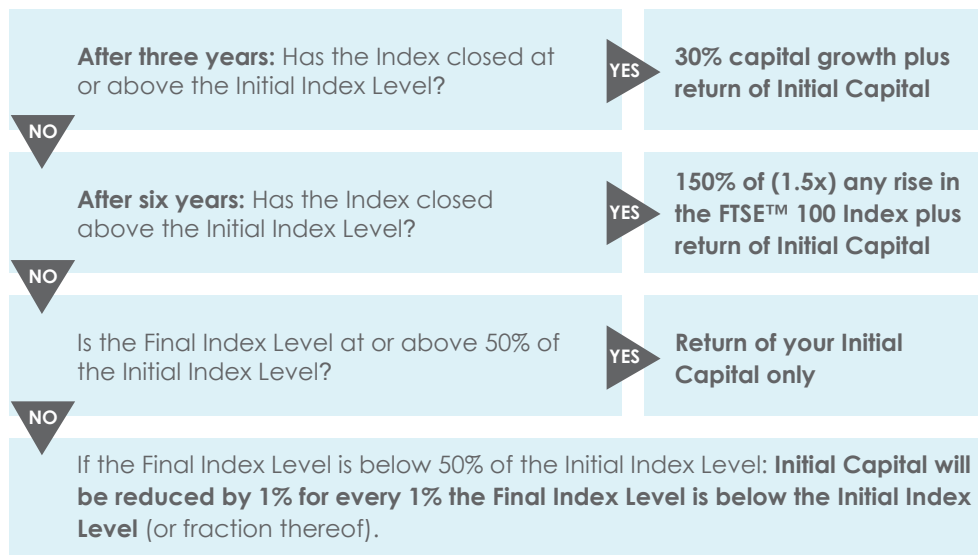 After three years: Has the Index closed at
or above the Initial Index Level?
YES
30% capital growth plus
return of Initial Capital
NO
After six years: Has the Index closed
above the Initial Index Level?
YES
150% of (1.5x) any rise in
the FTSE™ 100 Index plus
return of Initial Capital
NO
Is the Final Index Level at or above 50% of
the Initial Index Level?
YES
Return of your Initial
Capital only
NO
If the Final Index Level is below 50% of the Initial Index Level: Initial Capital will
be reduced by 1% for every 1% the Final Index Level is below the Initial Index
Level (or fraction thereof).